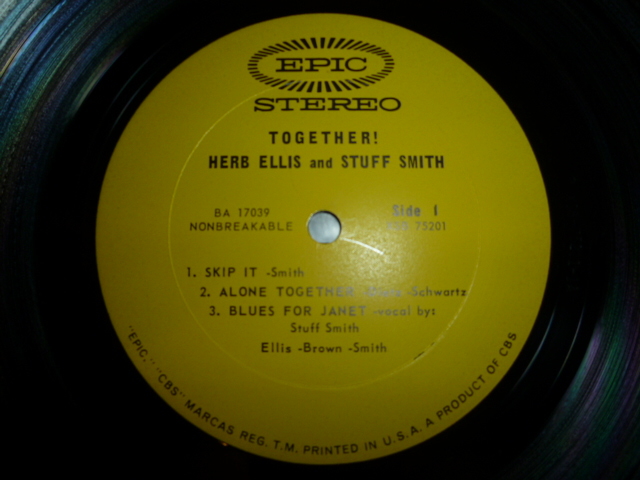 EPIC
STEREO
TOGETHER!
HERB ELLIS and STUFF SMITH
BA 17039
NONBREAKABLE
Side 1
75201
1. SKIP IT -Smith
2. ALONE TOGETHER -Schwartz
3. BLUES FOR JANET -vocal by:
Stuff Smith
Ellis -Brown -Smith
"EPIC," "CBS" MARCAS REG. T.M. PRINTED IN U.S.A. A PRODUCT OF CBS